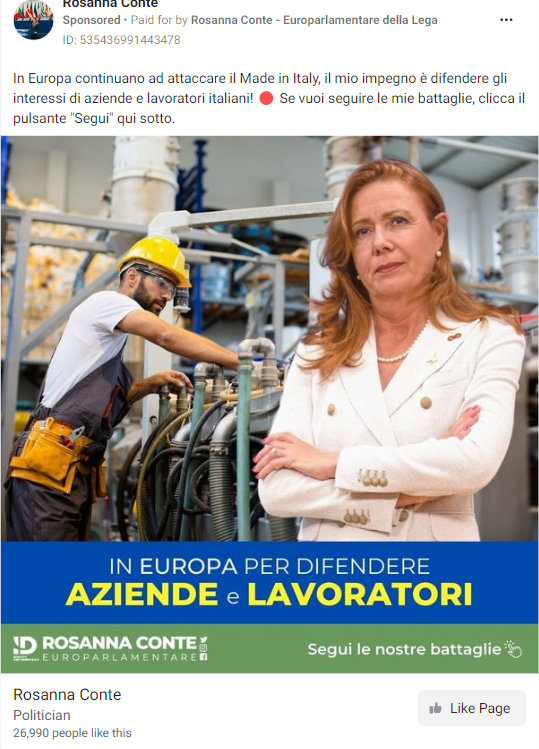 Rosanna Conte
Sponsored • Paid for by Rosanna Conte - Europarlamentare della Lega
ID: 535436991443478
In Europa continuano ad attaccare il Made in Italy, il mio impegno è difendere gli
interessi di aziende e lavoratori italiani! 🔴 Se vuoi seguire le mie battaglie, clicca il
pulsante "Segui" qui sotto.
IN EUROPA PER DIFENDERE
AZIENDE e LAVORATORI
ID ROSANNA CONTE
EUROPARLAMENTARE
Segui le nostre battaglie
Rosanna Conte
Politician
26,990 people like this
Like Page